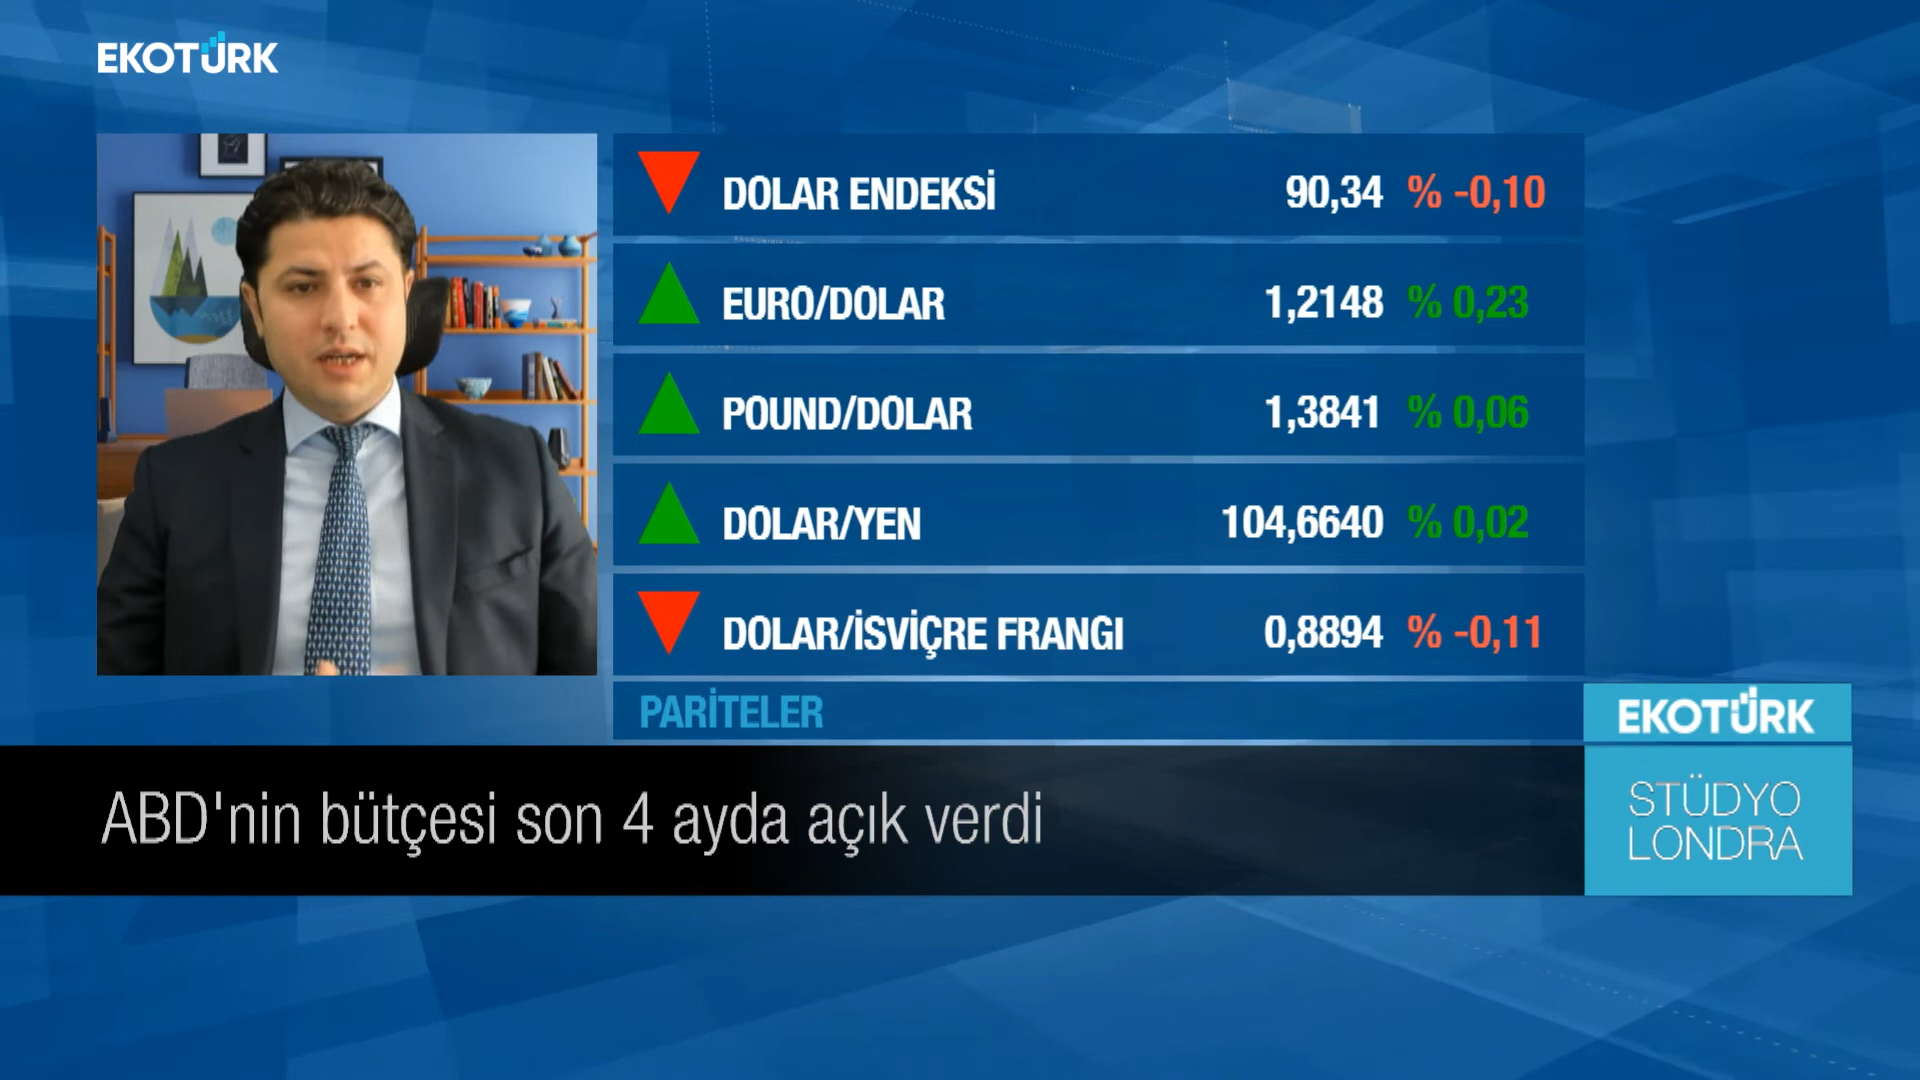 EKOTÜRK
DOLAR ENDEKSİ 90,34 % -0,10
EURO/DOLAR 1,2148 % 0,23
POUND/DOLAR 1,3841 % 0,06
DOLAR/YEN 104,6640 % 0,02
DOLAR/İSVİÇRE FRANGI 0,8894 % -0,11
PARİTELER
EKOTÜRK
ABD'nin bütçesi son 4 ayda açık verdi
STÜDYO
LONDRA